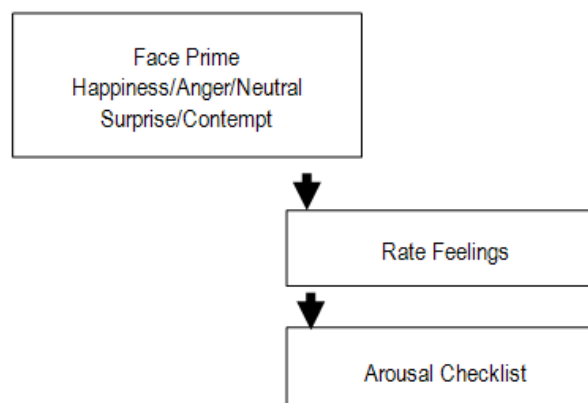 Face Prime
Happiness/Anger/Neutral
Surprise/Contempt
Rate Feelings
Arousal Checklist